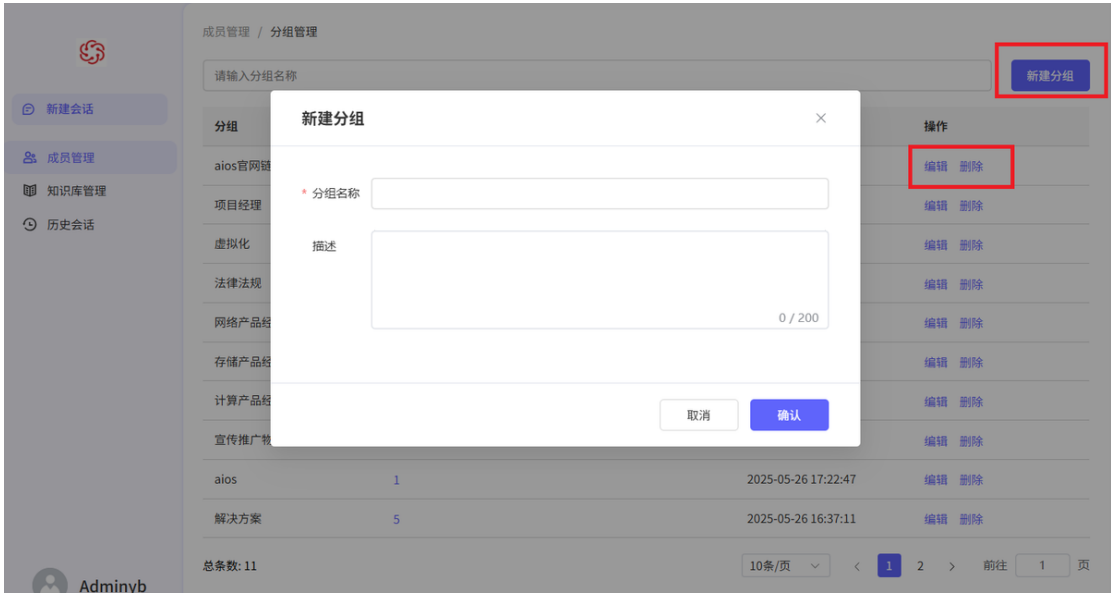 成员管理 / 分组管理
请输入分组名称
新建分组
新建会话
成员管理
知识库管理
历史会话
分组
操作
新建分组
* 分组名称
描述
0 / 200
取消
确认
aios官网链
编辑 删除
项目经理
编辑 删除
虚拟化
编辑 删除
法律法规
编辑 删除
网络产品经
编辑 删除
存储产品经
编辑 删除
计算产品经
编辑 删除
宣传推广物
编辑 删除
aios 1 2025-05-26 17:22:47 编辑 删除
解决方案 5 2025-05-26 16:37:11 编辑 删除
总条数: 11
10条/页
1 2
前往 1 页
Adminyb